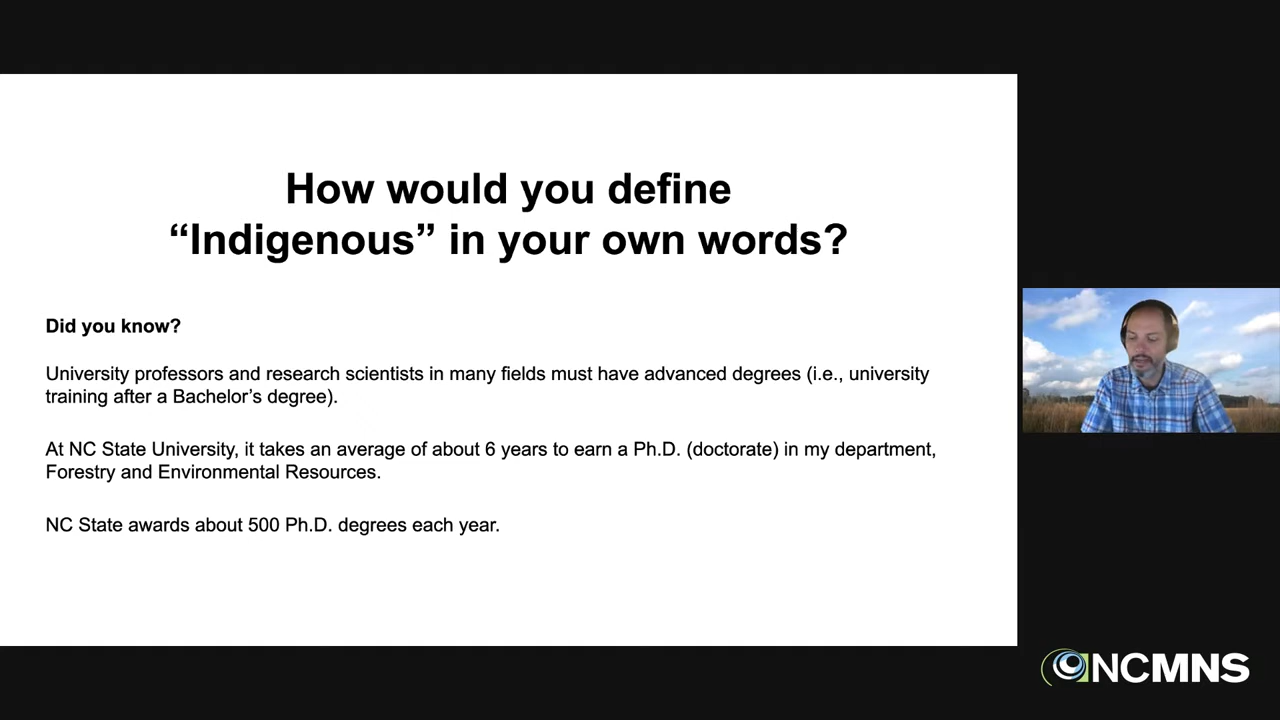 How would you define
“Indigenous” in your own words?
Did you know?
University professors and research scientists in many fields must have advanced degrees (i.e., university
training after a Bachelor’s degree).
At NC State University, it takes an average of about 6 years to earn a Ph.D. (doctorate) in my department,
Forestry and Environmental Resources.
NC State awards about 500 Ph.D. degrees each year.
NCMNS